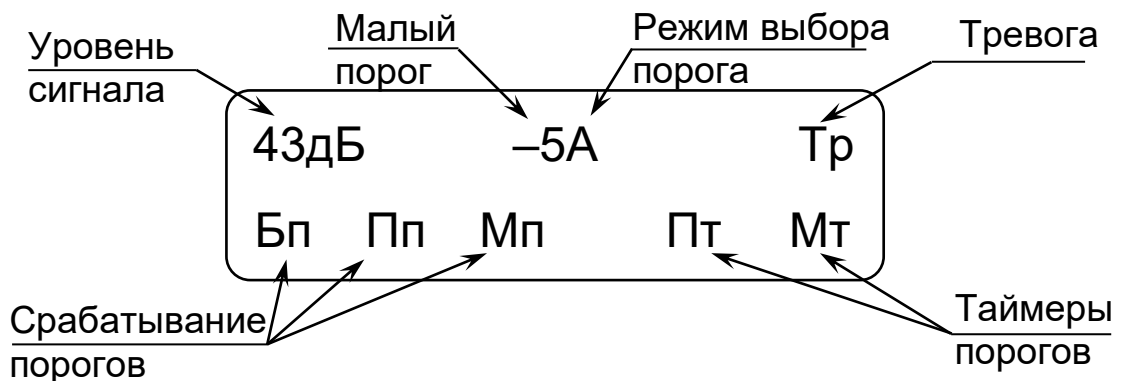 Уровень
сигнала
Малый
порог
Режим выбора
порога
Тревога
43дБ –5А Тр
Бп Пп Мп Пт Мт
Срабатывание
порогов
Таймеры
порогов